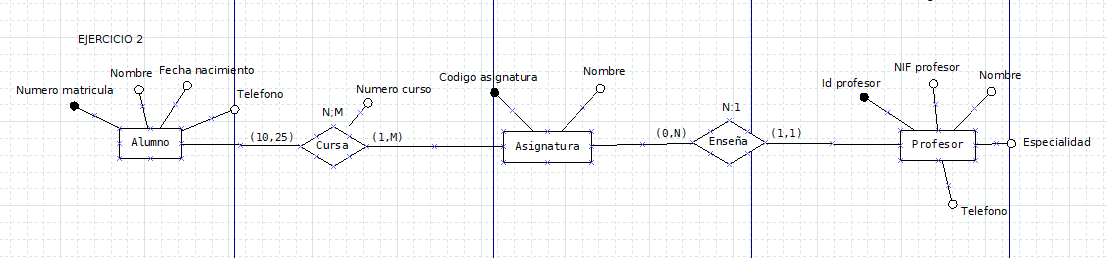 EJERCICIO 2
Numero matricula
Nombre
Fecha nacimiento
Telefono
Alumno
(10,25)
N:M
Numero curso
Cursa
(1,M)
Codigo asignatura
Nombre
Asignatura
(0,N)
N:1
Enseña
(1,1)
Id profesor
NIF profesor
Nombre
Profesor
Especialidad
Telefono